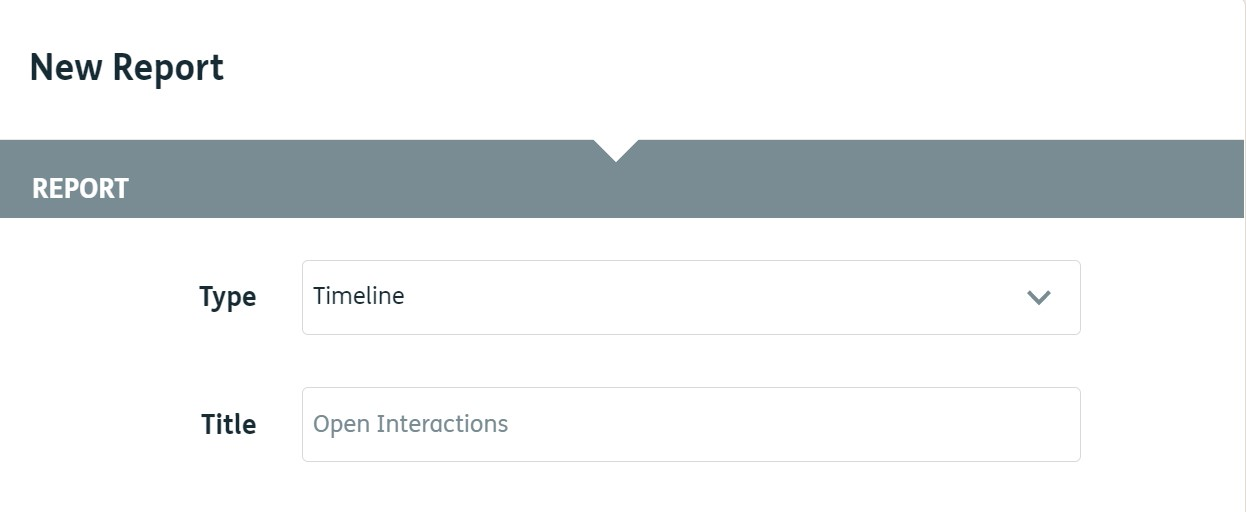 New Report
REPORT
Type
Timeline
Title
Open Interactions